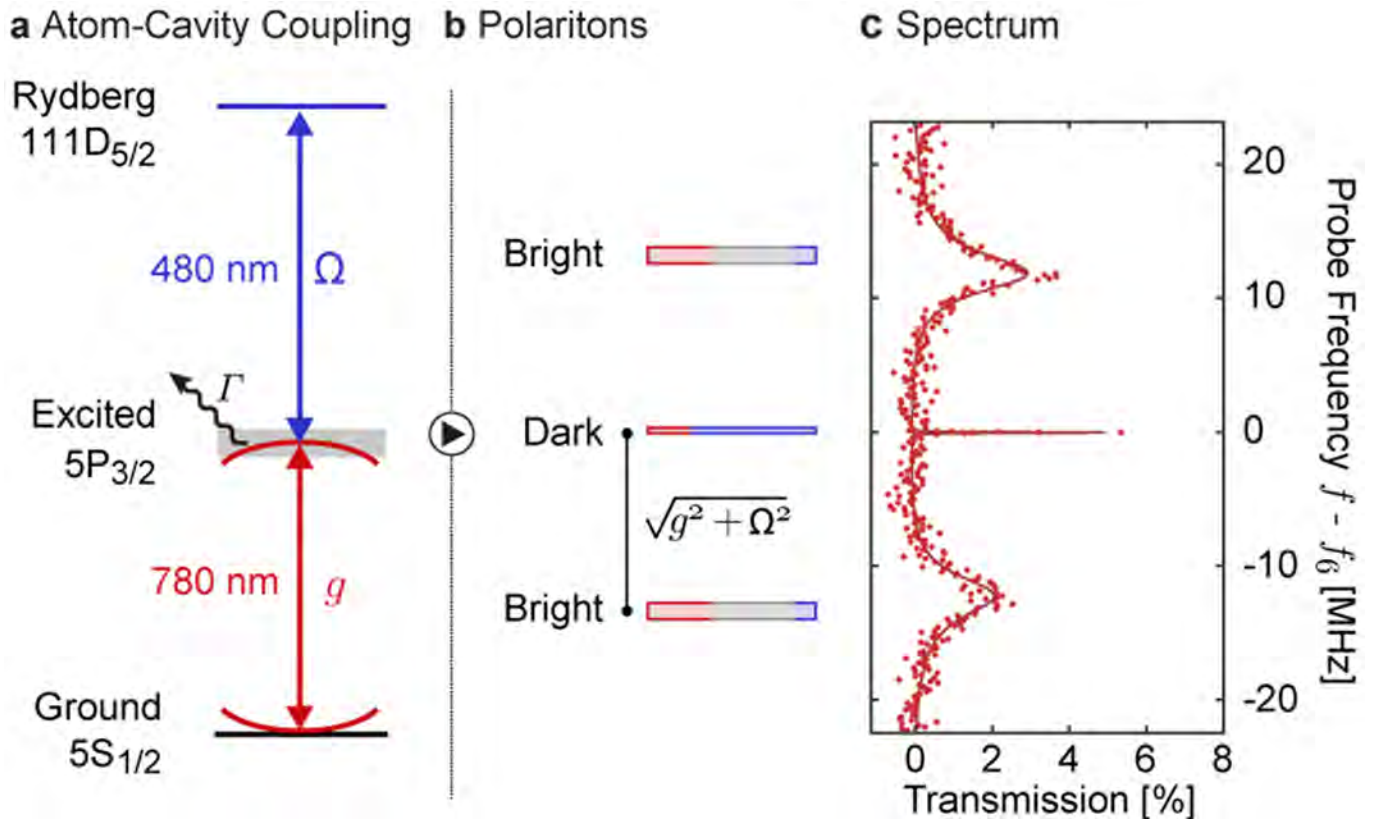 a Atom-Cavity Coupling
Rydberg
111D5/2
480 nm
Ω
Γ
Excited
5P3/2
780 nm
g
Ground
5S1/2
b Polaritons
Bright
Dark
√g² + Ω²
Bright
c Spectrum
20
10
0
-10
-20
Probe Frequency f - f6 [MHz]
0 2 4 6 8
Transmission [%]